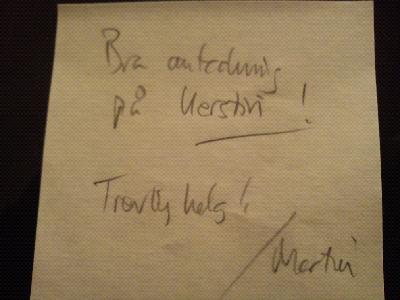 Bra anteckning
på Kerstin!
Trevlig helg!
/Martin